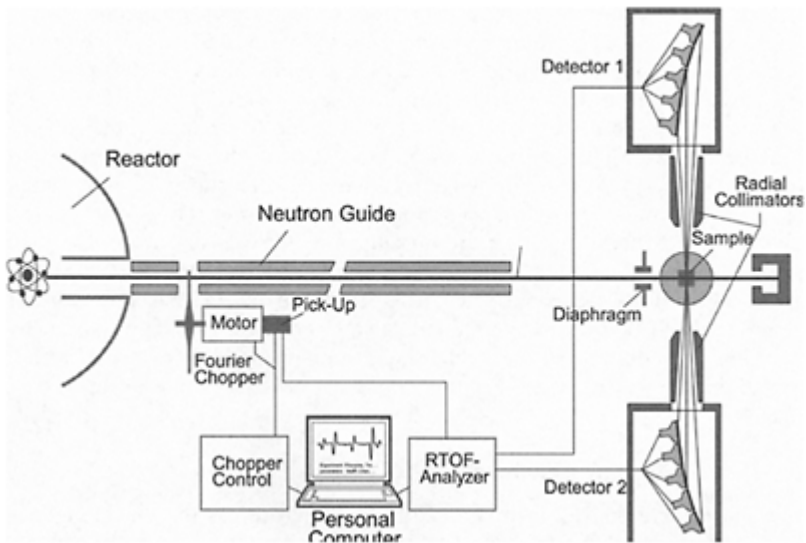 Detector 1
Reactor
Radial
Collimators
Neutron Guide
Sample
Pick-Up
Diaphragm
Motor
Fourier
Chopper
Chopper
Control
RTOF-
Analyzer
Detector 2
Personal
Computer